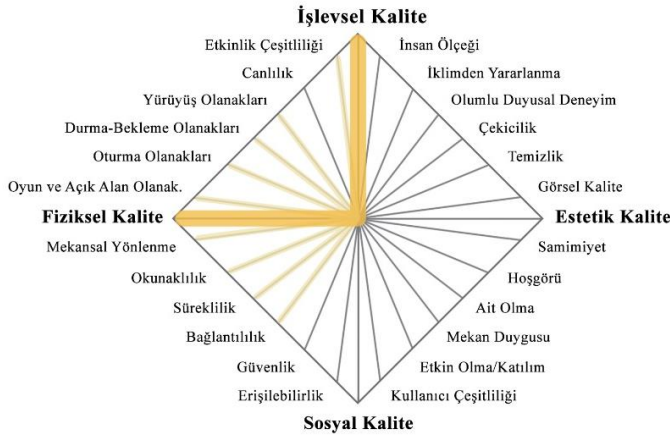 İşlevsel Kalite
Etkinlik Çeşitliliği
İnsan Ölçeği
Canlılık
İklimden Yararlanma
Yürüyüş Olanakları
Olumlu Duyusal Deneyim
Durma-Bekleme Olanakları
Çekicilik
Oturma Olanakları
Temizlik
Oyun ve Açık Alan Olanak.
Görsel Kalite
Fiziksel Kalite
Estetik Kalite
Mekansal Yönlenme
Samimiyet
Okunaklılık
Hoşgörü
Süreklilik
Ait Olma
Bağlantılılık
Mekan Duygusu
Güvenlik
Etkin Olma/Katılım
Erişilebilirlik
Kullanıcı Çeşitliliği
Sosyal Kalite